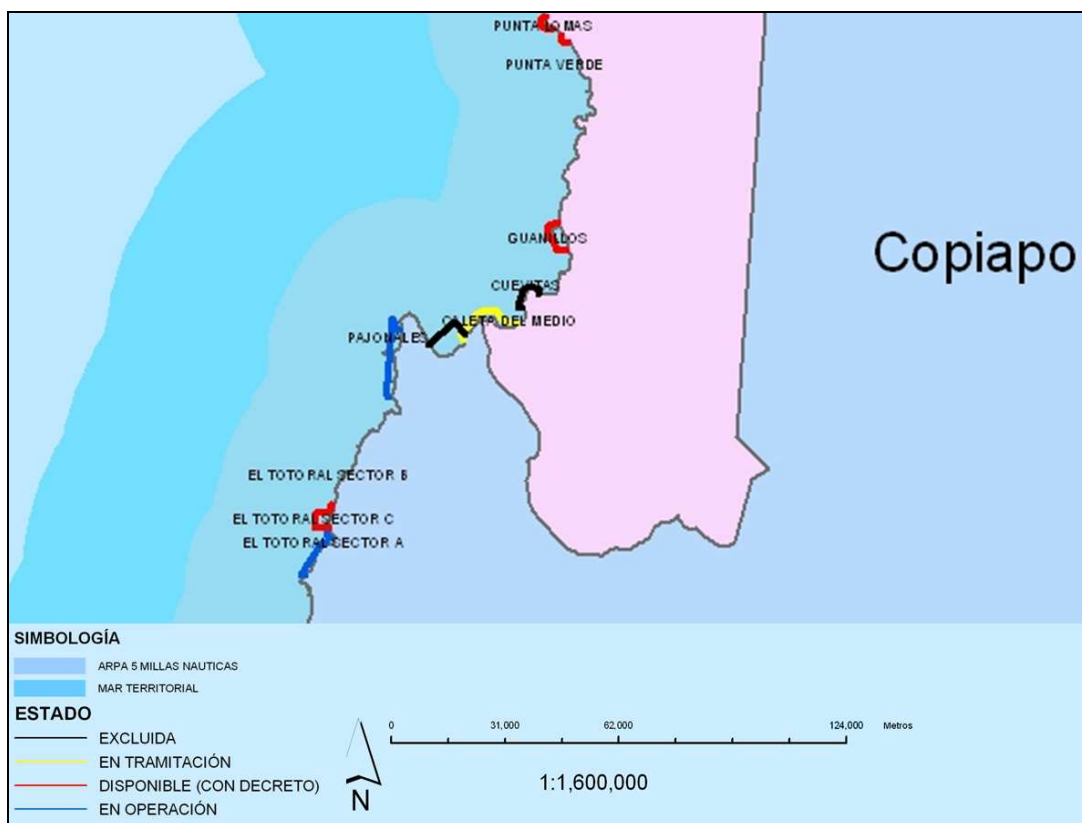 PUNTA LOMAS
PUNTA VERDE
GUANILLOS
Copiapo
CUEVITAS
CALETA DEL MEDIO
PAJONALES
EL TOTORAL SECTOR B
EL TOTORAL SECTOR C
EL TOTORAL SECTOR A
SIMBOLOGÍA
ARPA 5 MILLAS NAUTICAS
MAR TERRITORIAL
ESTADO
EXCLUIDA
EN TRAMITACIÓN
DISPONIBLE (CON DECRETO)
EN OPERACIÓN
0 31,000 62,000 124,000 Metros
N
1:1,600,000